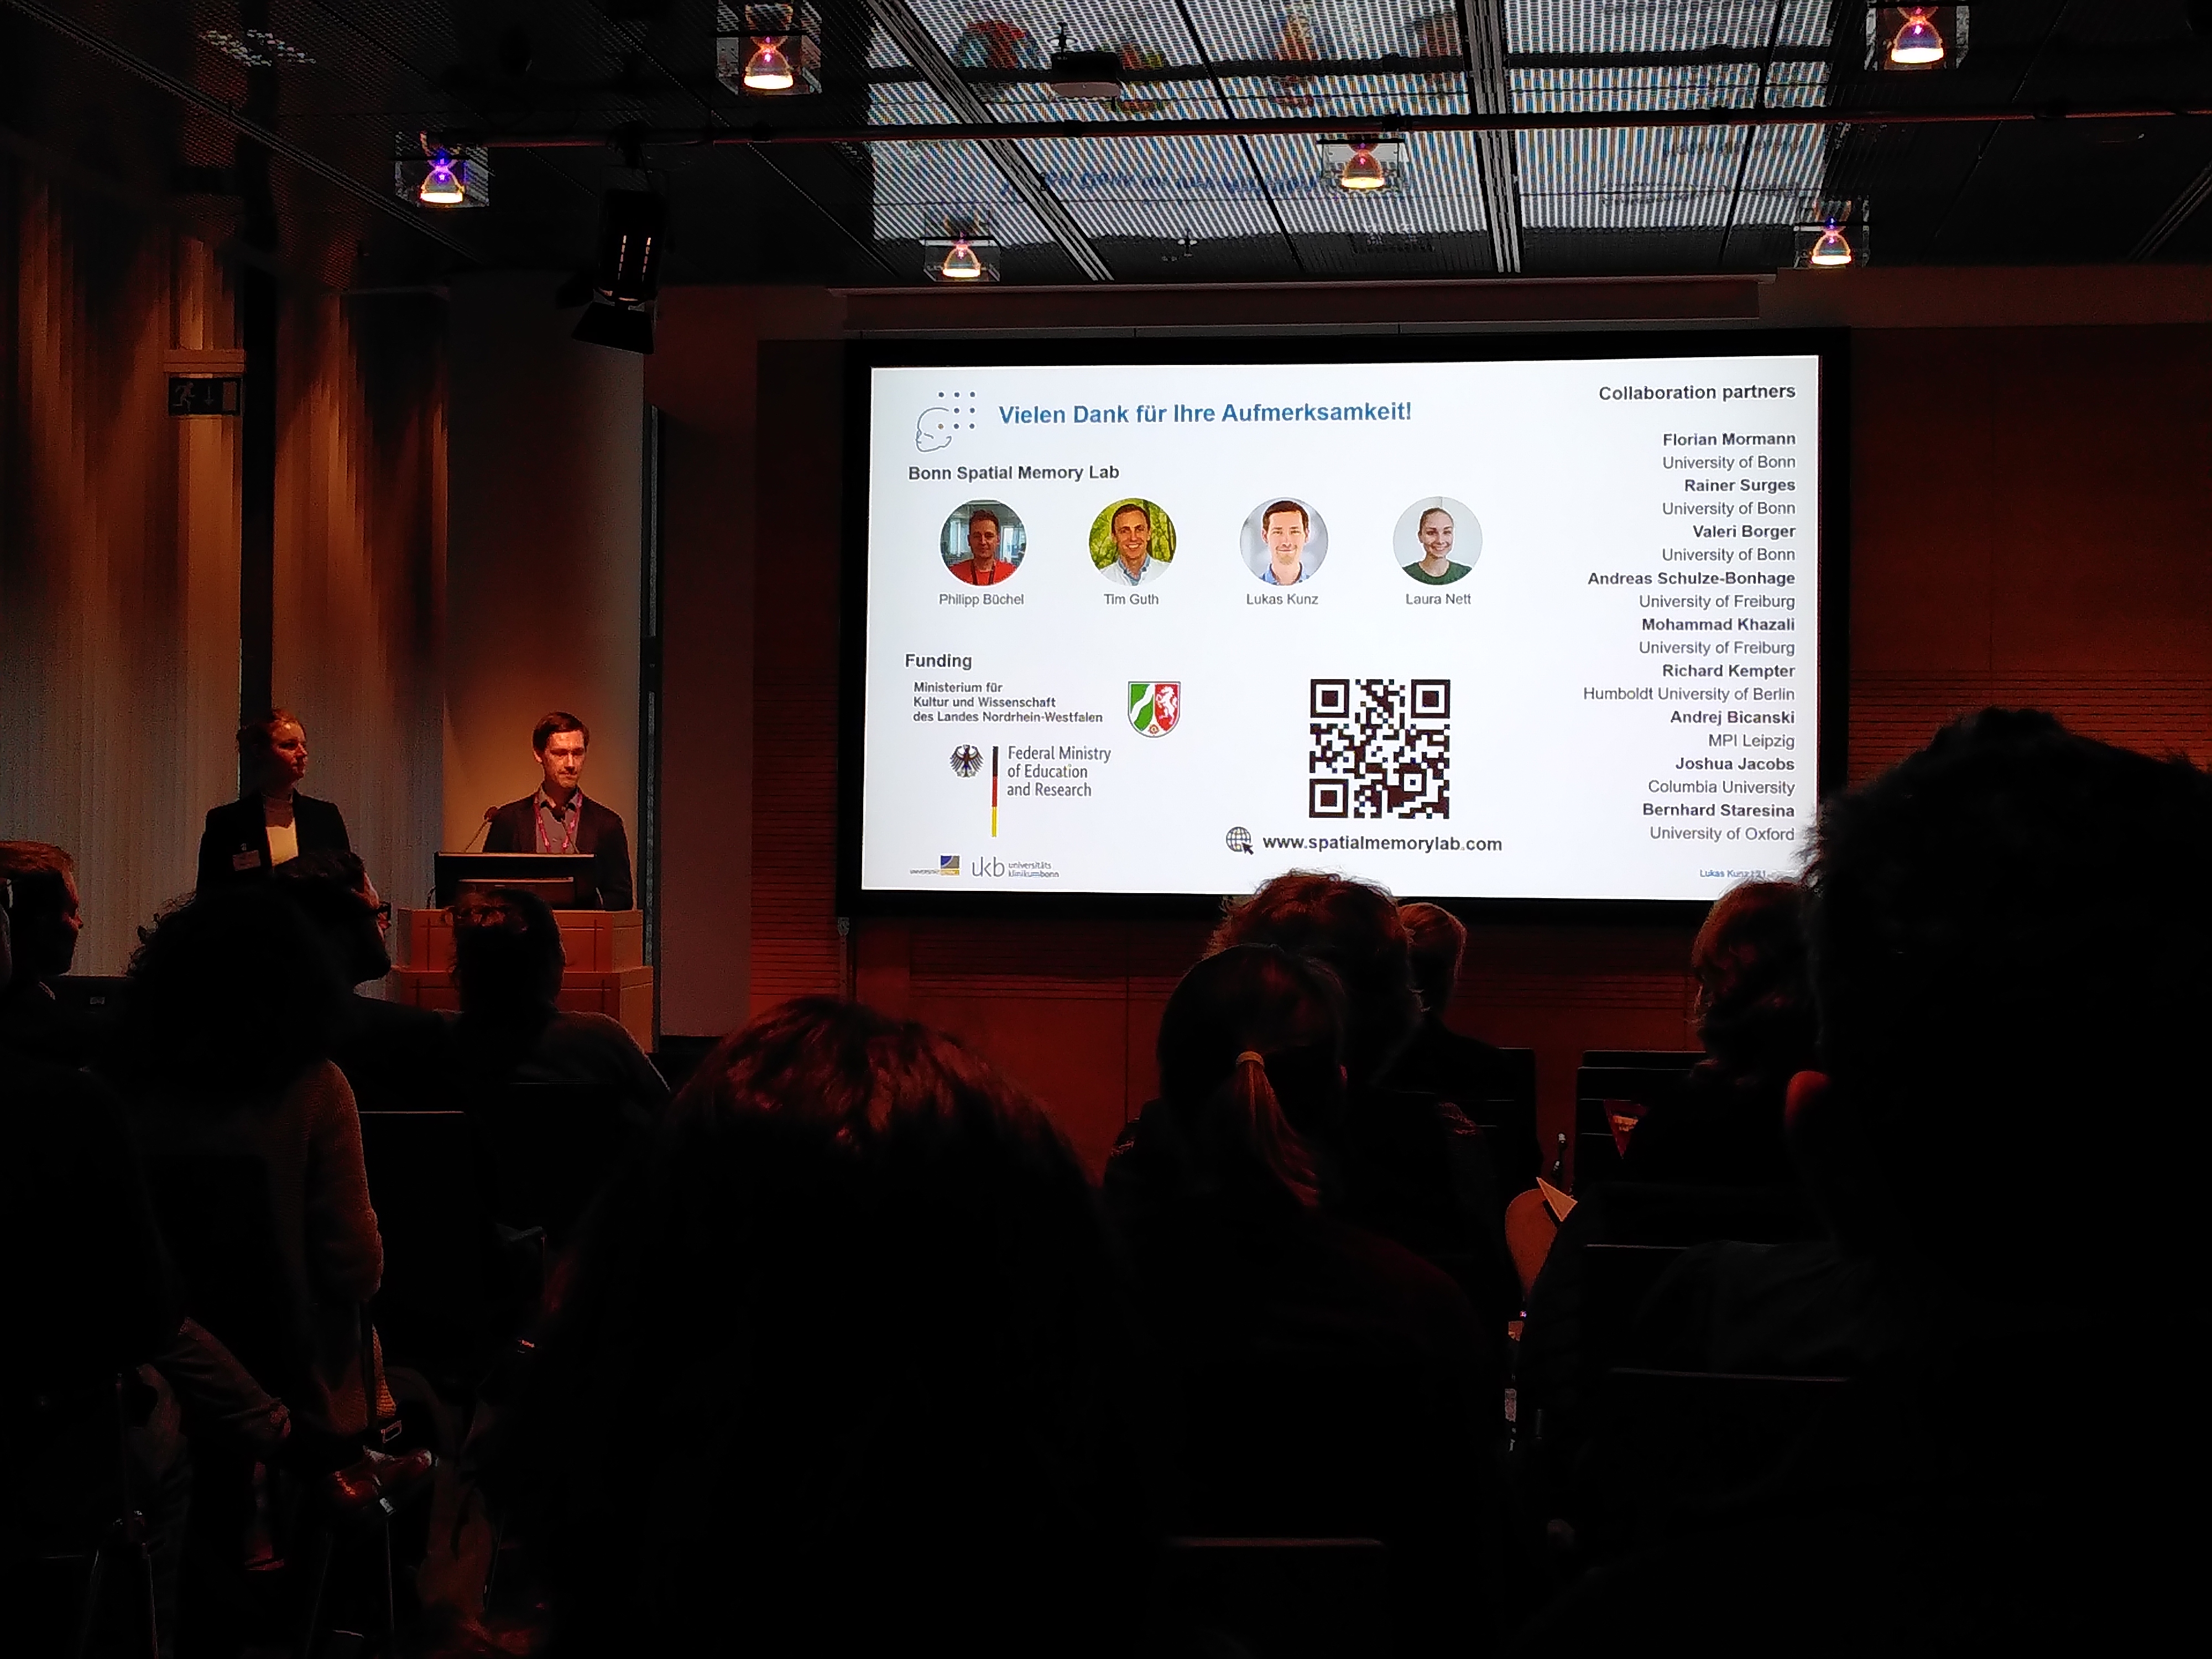 Vielen Dank für Ihre Aufmerksamkeit!
Bonn Spatial Memory Lab
Philipp Büchel
Tim Guth
Lukas Kunz
Laura Nett
Funding
Ministerium für
Kultur und Wissenschaft
des Landes Nordrhein-Westfalen
Federal Ministry
of Education
and Research
ukb universitäts
klinikumbonn
www.spatialmemorylab.com
Collaboration partners
Florian Mormann
University of Bonn
Rainer Surges
University of Bonn
Valeri Borger
University of Bonn
Andreas Schulze-Bonhage
University of Freiburg
Mohammad Khazali
University of Freiburg
Richard Kempter
Humboldt University of Berlin
Andrej Bicanski
MPI Leipzig
Joshua Jacobs
Columbia University
Bernhard Staresina
University of Oxford
Lukas Kunz